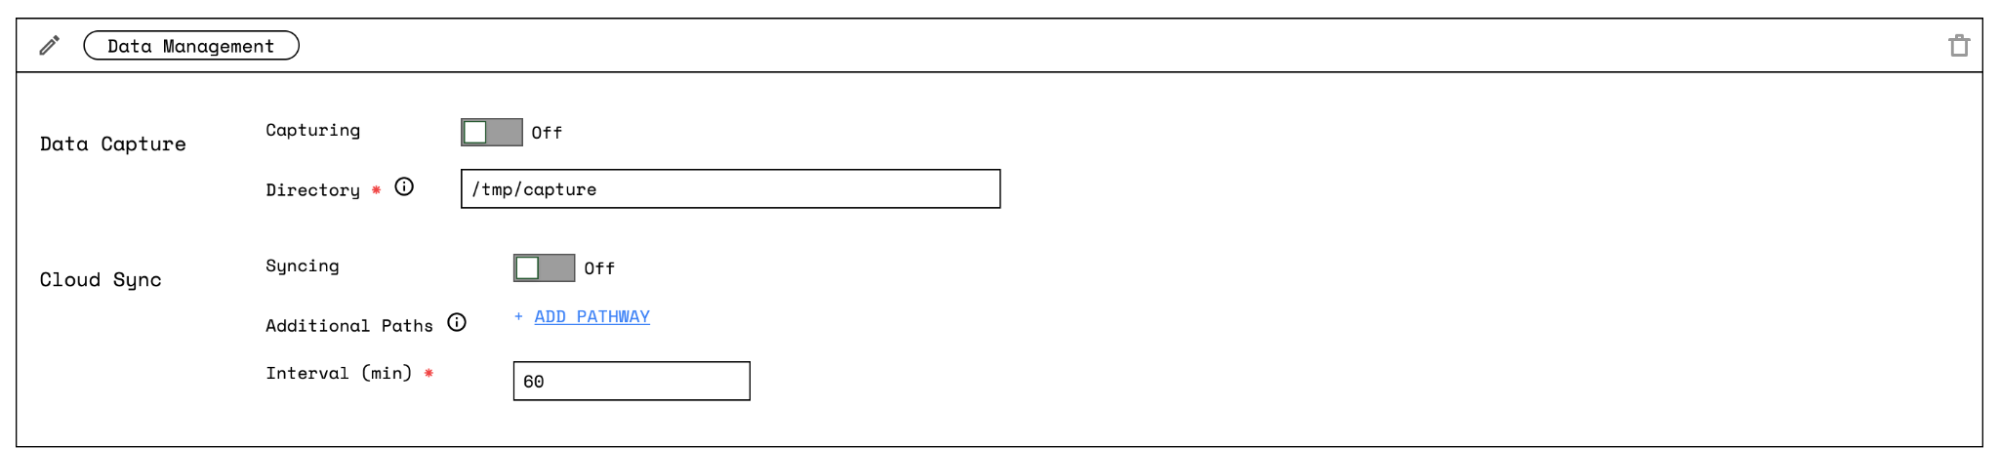 Data Management
Data Capture
Capturing
Off
Directory *
/tmp/capture
Cloud Sync
Syncing
Off
Additional Paths
+ ADD PATHWAY
Interval (min) *
60